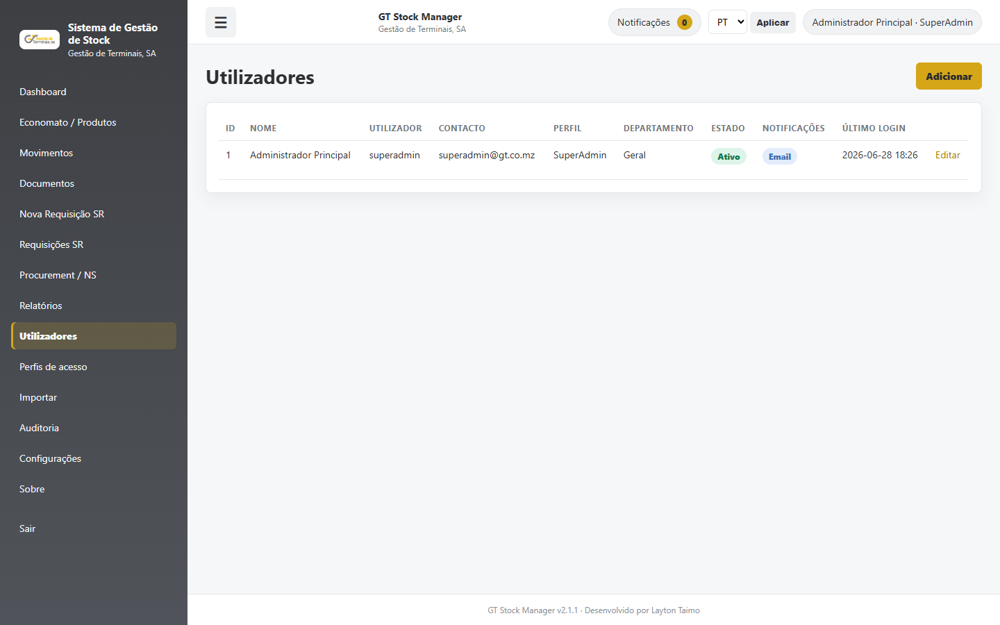 Sistema de Gestão
de Stock
Gestão de Terminais, SA
Dashboard
Economato / Produtos
Movimentos
Documentos
Nova Requisição SR
Requisições SR
Procurement / NS
Relatórios
Utilizadores
Perfis de acesso
Importar
Auditoria
Configurações
Sobre
Sair
☰
GT Stock Manager
Gestão de Terminais, SA
Notificações 0
PT
Aplicar
Administrador Principal · SuperAdmin
Utilizadores
Adicionar
ID NOME UTILIZADOR CONTACTO PERFIL DEPARTAMENTO ESTADO NOTIFICAÇÕES ÚLTIMO LOGIN
1 Administrador Principal superadmin superadmin@gt.co.mz SuperAdmin Geral Ativo Email 2026-06-28 18:26 Editar
GT Stock Manager v2.1.1 · Desenvolvido por Layton Taimo